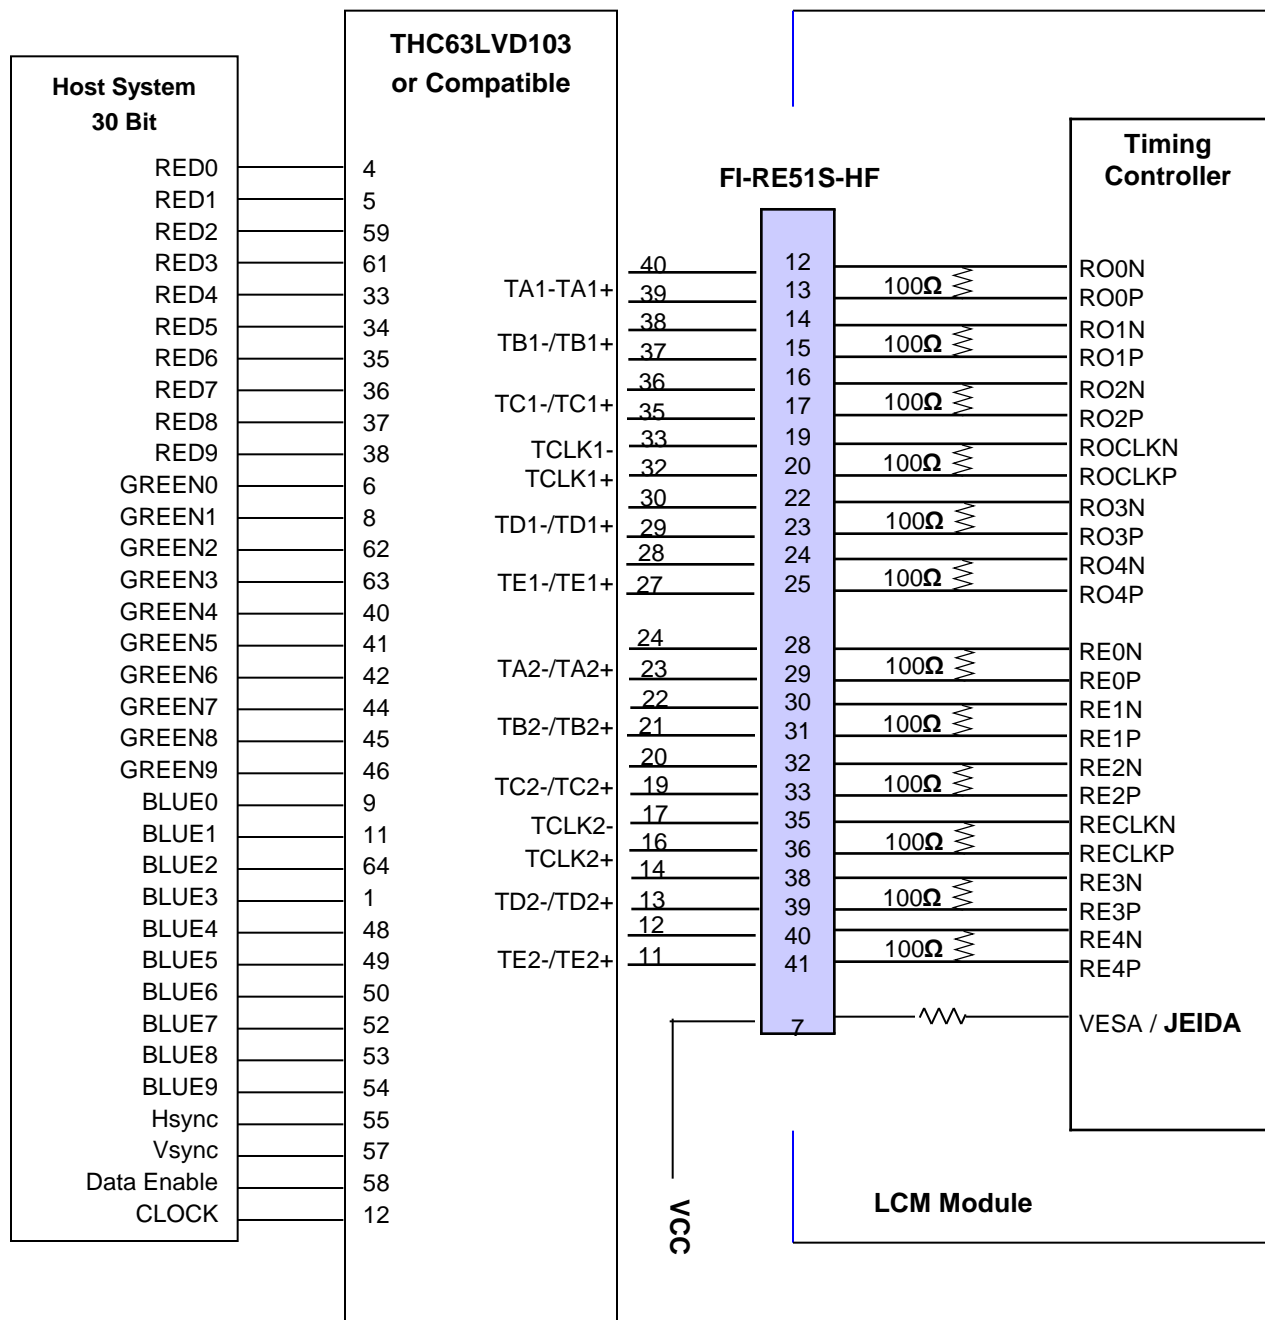 THC63LVD103
or Compatible
Host System
30 Bit
Timing
Controller
FI-RE51S-HF
RED0 4
RED1 5
RED2 59
RED3 61
RED4 33
RED5 34
RED6 35
RED7 36
RED8 37
RED9 38
GREEN0 6
GREEN1 8
GREEN2 62
GREEN3 63
GREEN4 40
GREEN5 41
GREEN6 42
GREEN7 44
GREEN8 45
GREEN9 46
BLUE0 9
BLUE1 11
BLUE2 64
BLUE3 1
BLUE4 48
BLUE5 49
BLUE6 50
BLUE7 52
BLUE8 53
BLUE9 54
Hsync 55
Vsync 57
Data Enable 58
CLOCK 12
40 12 RO0N
TA1-TA1+ 100Ω
39 13 RO0P
38 14 RO1N
TB1-/TB1+ 100Ω
37 15 RO1P
36 16 RO2N
TC1-/TC1+ 100Ω
35 17 RO2P
TCLK1- 33 19 ROCLKN
100Ω
TCLK1+ 32 20 ROCLKP
30 22 RO3N
TD1-/TD1+ 100Ω
29 23 RO3P
28 24 RO4N
TE1-/TE1+ 100Ω
27 25 RO4P
24 28 RE0N
TA2-/TA2+ 100Ω
23 29 RE0P
22 30 RE1N
TB2-/TB2+ 100Ω
21 31 RE1P
20 32 RE2N
TC2-/TC2+ 100Ω
19 33 RE2P
TCLK2- 17 35 RECLKN
100Ω
TCLK2+ 16 36 RECLKP
14 38 RE3N
TD2-/TD2+ 100Ω
13 39 RE3P
12 40 RE4N
TE2-/TE2+ 100Ω
11 41 RE4P
7 VESA / JEIDA
VCC
LCM Module